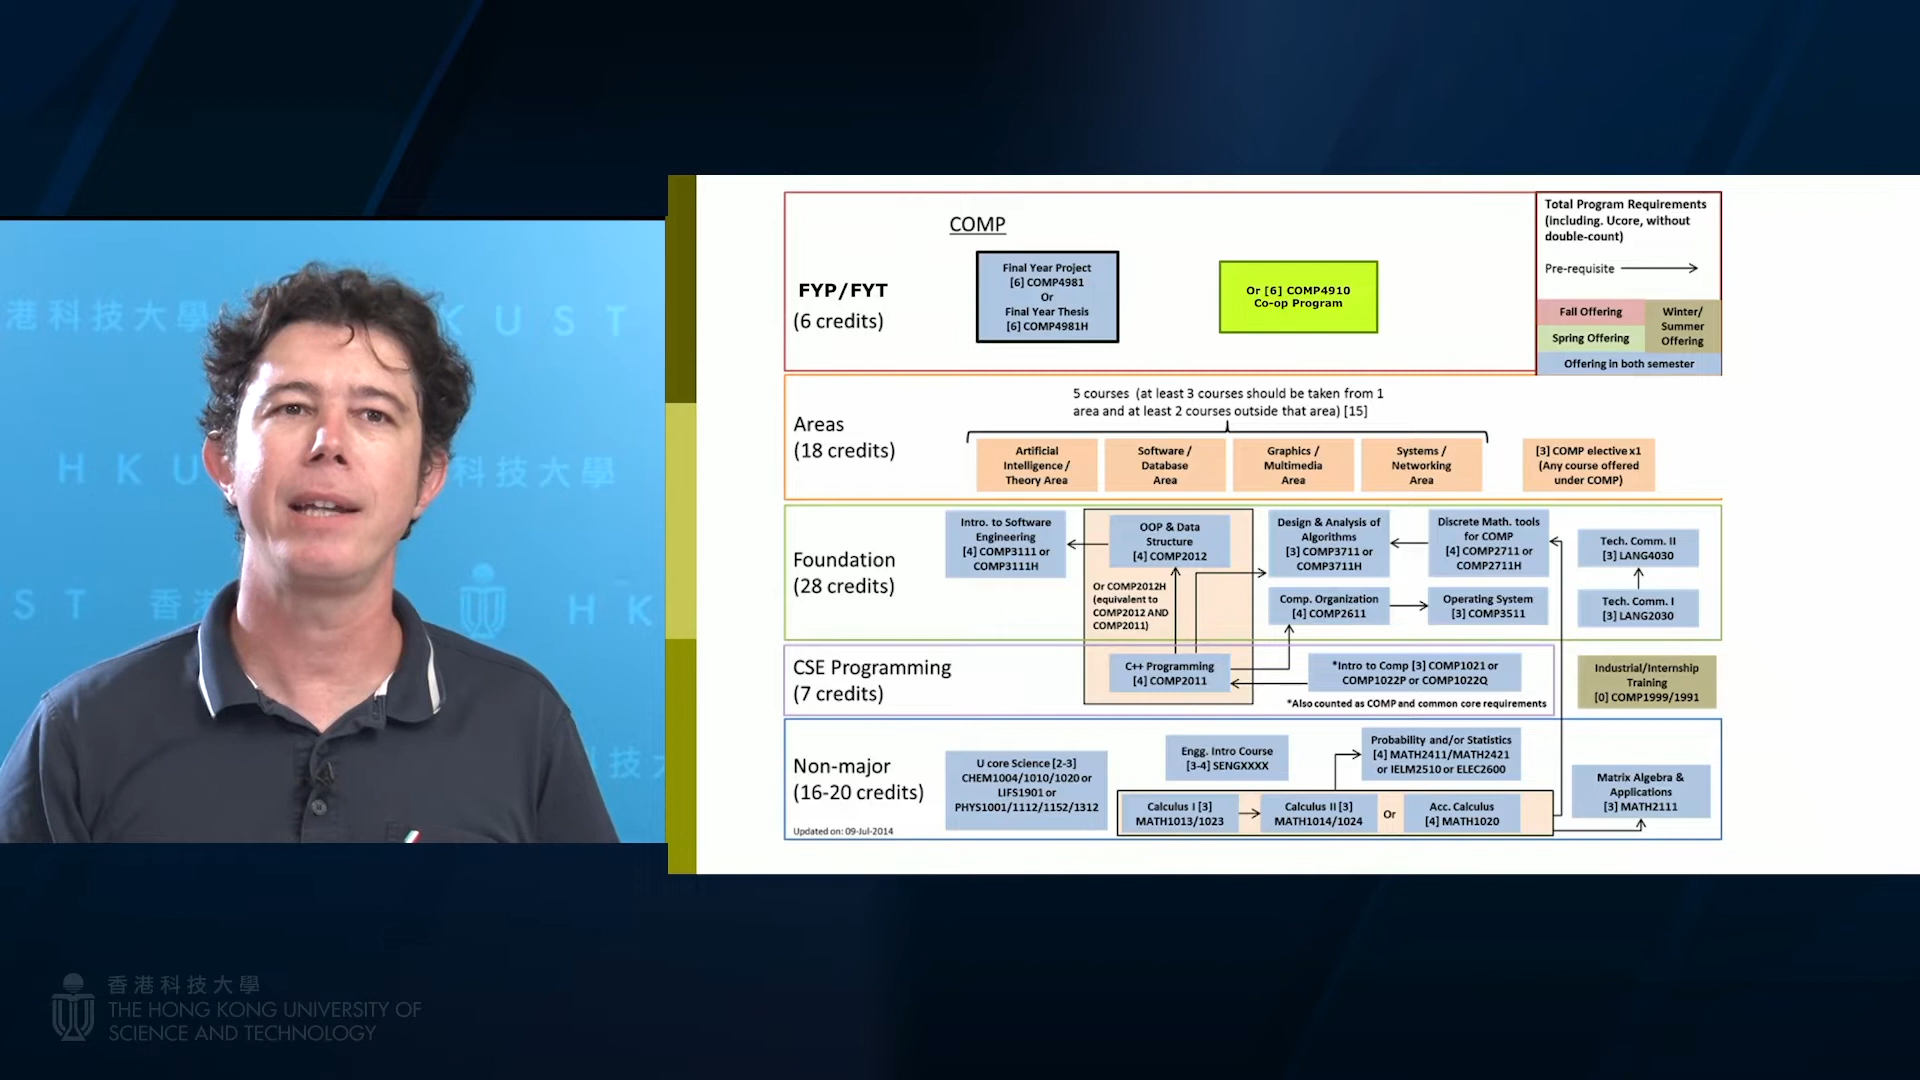 港科技大學
K U S T
H K U
科技大學
S T
香港
H K
技大
香港科技大學
THE HONG KONG UNIVERSITY OF
SCIENCE AND TECHNOLOGY
COMP
FYP/FYT
(6 credits)
Final Year Project
[6] COMP4981
Or
Final Year Thesis
[6] COMP4981H
Or [6] COMP4910
Co-op Program
Total Program Requirements
(including. Ucore, without
double-count)
Pre-requisite
Fall Offering
Spring Offering
Winter/
Summer
Offering
Offering in both semester
Areas
(18 credits)
5 courses (at least 3 courses should be taken from 1
area and at least 2 courses outside that area) [15]
Artificial
Intelligence /
Theory Area
Software /
Database
Area
Graphics /
Multimedia
Area
Systems /
Networking
Area
[3] COMP elective x1
(Any course offered
under COMP)
Foundation
(28 credits)
Intro. to Software
Engineering
[4] COMP3111 or
COMP3111H
OOP & Data
Structure
[4] COMP2012
Or COMP2012H
(equivalent to
COMP2012 AND
COMP2011)
Design & Analysis of
Algorithms
[3] COMP3711 or
COMP3711H
Discrete Math. tools
for COMP
[4] COMP2711 or
COMP2711H
Comp. Organization
[4] COMP2611
Operating System
[3] COMP3511
Tech. Comm. II
[3] LANG4030
Tech. Comm. I
[3] LANG2030
CSE Programming
(7 credits)
C++ Programming
[4] COMP2011
*Intro to Comp [3] COMP1021 or
COMP1022P or COMP1022Q
*Also counted as COMP and common core requirements
Industrial/Internship
Training
[0] COMP1999/1991
Non-major
(16-20 credits)
Updated on: 09-Jul-2014
U core Science [2-3]
CHEM1004/1010/1020 or
LIFS1901 or
PHYS1001/1112/1152/1312
Engg. Intro Course
[3-4] SENGXXXX
Probability and/or Statistics
[4] MATH2411/MATH2421
or IELM2510 or ELEC2600
Calculus I [3]
MATH1013/1023
Calculus II [3]
MATH1014/1024
Or
Acc. Calculus
[4] MATH1020
Matrix Algebra &
Applications
[3] MATH2111